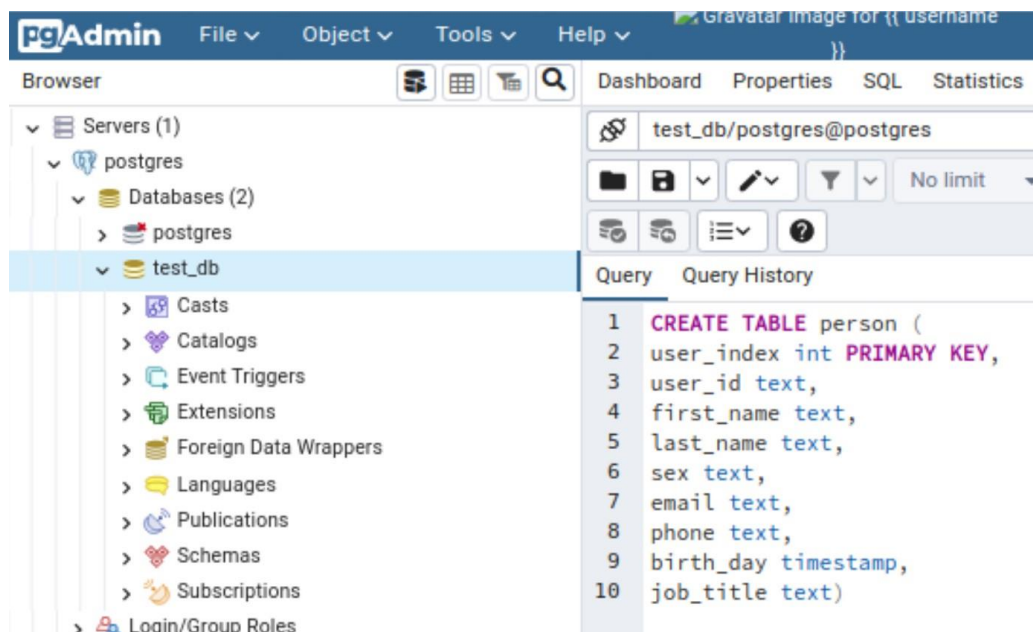 pgAdmin File Object Tools Help Gravatar image for {{ username
}}
Browser
Dashboard Properties SQL Statistics
Servers (1)
postgres
Databases (2)
postgres
test_db
Casts
Catalogs
Event Triggers
Extensions
Foreign Data Wrappers
Languages
Publications
Schemas
Subscriptions
Login/Group Roles
test_db/postgres@postgres
No limit
Query Query History
1 CREATE TABLE person (
2 user_index int PRIMARY KEY,
3 user_id text,
4 first_name text,
5 last_name text,
6 sex text,
7 email text,
8 phone text,
9 birth_day timestamp,
10 job_title text)